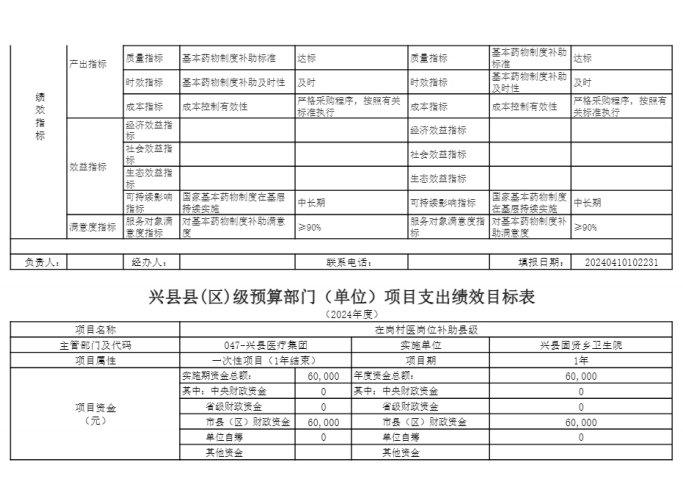 绩效指标 产出指标 质量指标 基本药物制度补助标准 达标 质量指标 基本药物制度补助标准 达标
时效指标 基本药物制度补助及时性 及时 时效指标 基本药物制度补助及时性 及时
成本指标 成本控制有效性 严格采购程序，按照有关标准执行 成本指标 成本控制有效性 严格采购程序，按照有关标准执行
效益指标 经济效益指标 经济效益指标
社会效益指标 社会效益指标
生态效益指标 生态效益指标
可持续影响指标 国家基本药物制度在基层持续实施 中长期 可持续影响指标 国家基本药物制度在基层持续实施 中长期
满意度指标 服务对象满意度指标 对基本药物制度补助满意度 ≥90% 服务对象满意度指标 对基本药物制度补助满意度 ≥90%
负责人： 经办人： 联系电话： 填报日期： 20240410102231
兴县县(区)级预算部门（单位）项目支出绩效目标表
（2024年度）
项目名称 在岗村医岗位补助县级
主管部门及代码 047-兴县医疗集团 实施单位 兴县固贤乡卫生院
项目属性 一次性项目（1年结束） 项目期 1年
项目资金（元） 实施期资金总额： 60,000 年度资金总额： 60,000
其中：中央财政资金 0 其中：中央财政资金 0
省级财政资金 0 省级财政资金 0
市县（区）财政资金 60,000 市县（区）财政资金 60,000
单位自筹 0 单位自筹 0
其他资金 其他资金